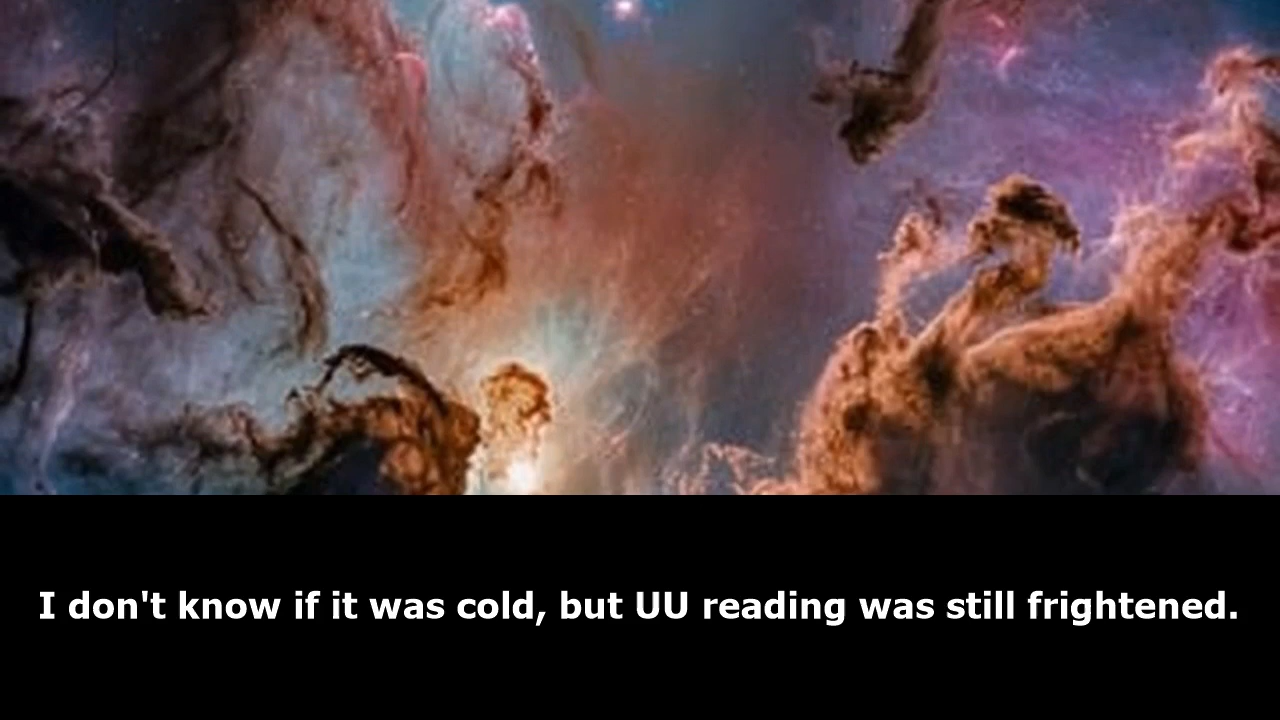 I don't know if it was cold, but UU reading was still frightened.